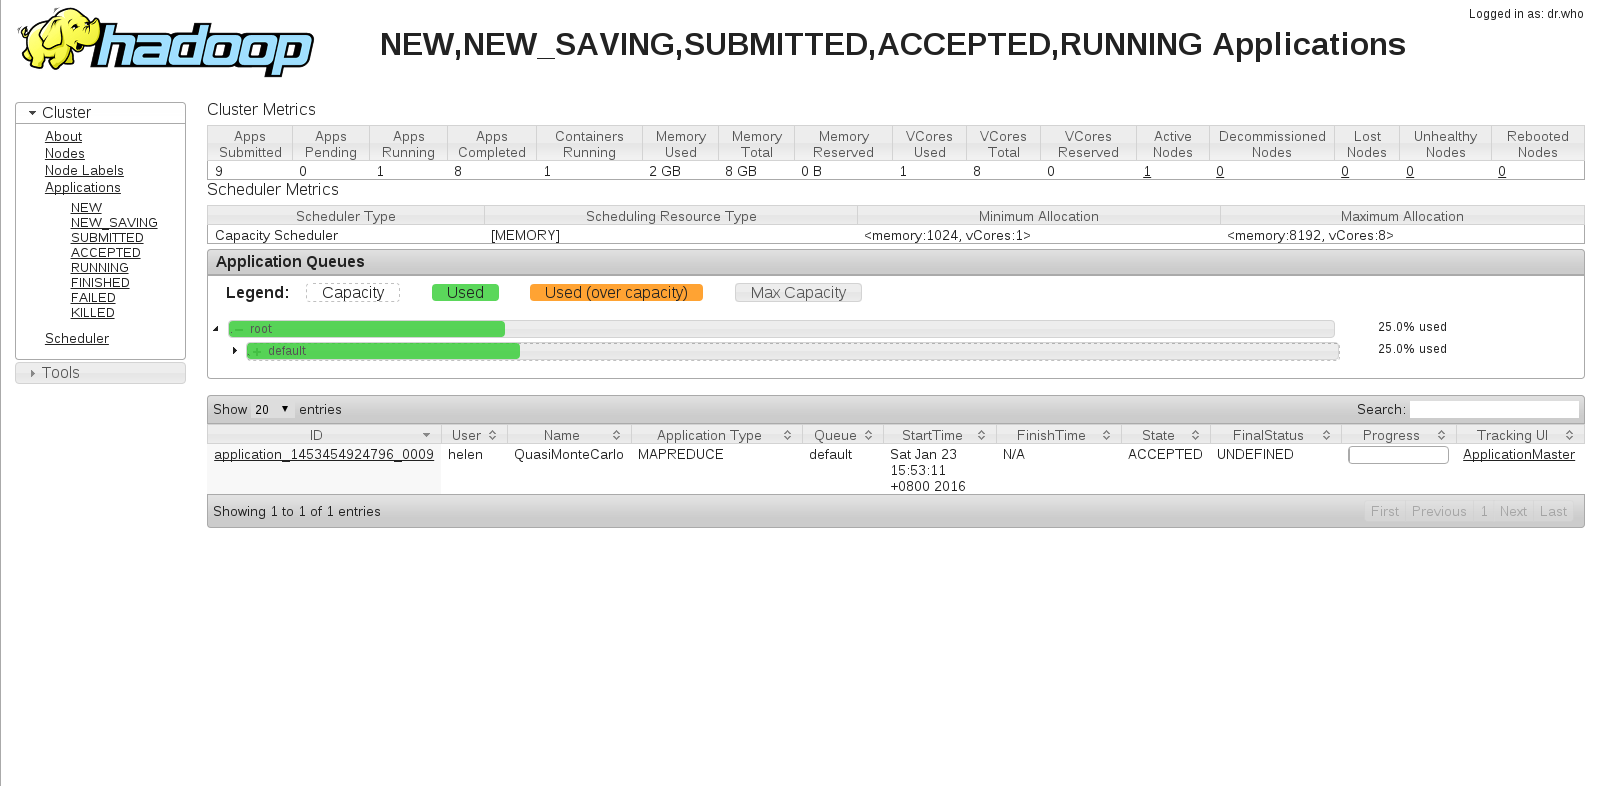 Logged in as: dr.who
hadoop
NEW,NEW_SAVING,SUBMITTED,ACCEPTED,RUNNING Applications
Cluster
About
Nodes
Node Labels
Applications
NEW
NEW_SAVING
SUBMITTED
ACCEPTED
RUNNING
FINISHED
FAILED
KILLED
Scheduler
Tools
Cluster Metrics
Apps Submitted Apps Pending Apps Running Apps Completed Containers Running Memory Used Memory Total Memory Reserved VCores Used VCores Total VCores Reserved Active Nodes Decommissioned Nodes Lost Nodes Unhealthy Nodes Rebooted Nodes
9 0 1 8 1 2 GB 8 GB 0 B 1 8 0 1 0 0 0 0
Scheduler Metrics
Scheduler Type Scheduling Resource Type Minimum Allocation Maximum Allocation
Capacity Scheduler [MEMORY] <memory:1024, vCores:1> <memory:8192, vCores:8>
Application Queues
Legend: Capacity Used Used (over capacity) Max Capacity
root 25.0% used
default 25.0% used
Show 20 entries Search:
ID User Name Application Type Queue StartTime FinishTime State FinalStatus Progress Tracking UI
application_1453454924796_0009 helen QuasiMonteCarlo MAPREDUCE default Sat Jan 23 N/A ACCEPTED UNDEFINED ApplicationMaster
15:53:11
+0800 2016
Showing 1 to 1 of 1 entries First Previous 1 Next Last